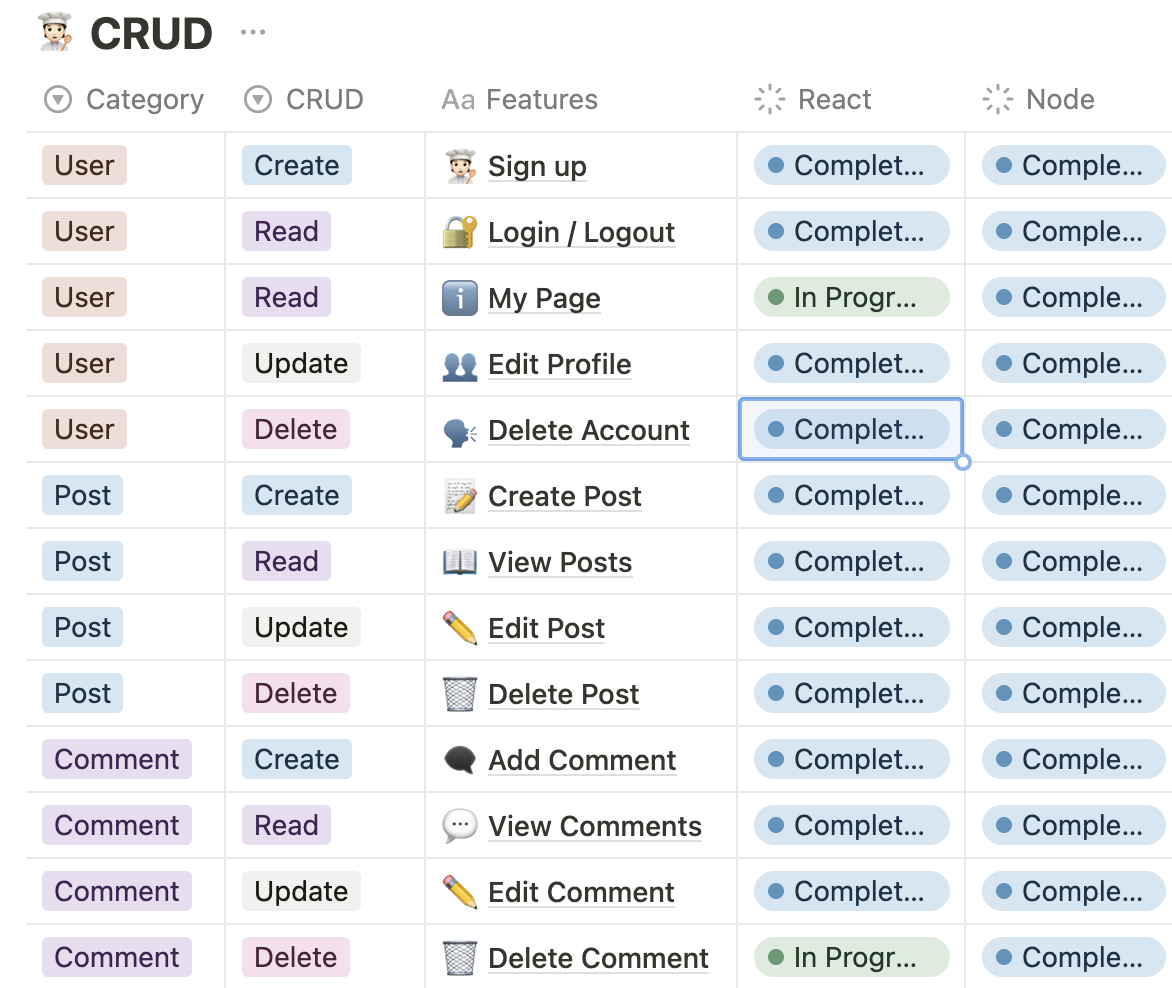 CRUD ...
Category CRUD Aa Features React Node
User Create Sign up Complet... Comple...
User Read Login / Logout Complet... Comple...
User Read My Page In Progr... Comple...
User Update Edit Profile Complet... Comple...
User Delete Delete Account Complet... Comple...
Post Create Create Post Complet... Comple...
Post Read View Posts Complet... Comple...
Post Update Edit Post Complet... Comple...
Post Delete Delete Post Complet... Comple...
Comment Create Add Comment Complet... Comple...
Comment Read View Comments Complet... Comple...
Comment Update Edit Comment Complet... Comple...
Comment Delete Delete Comment In Progr... Comple...